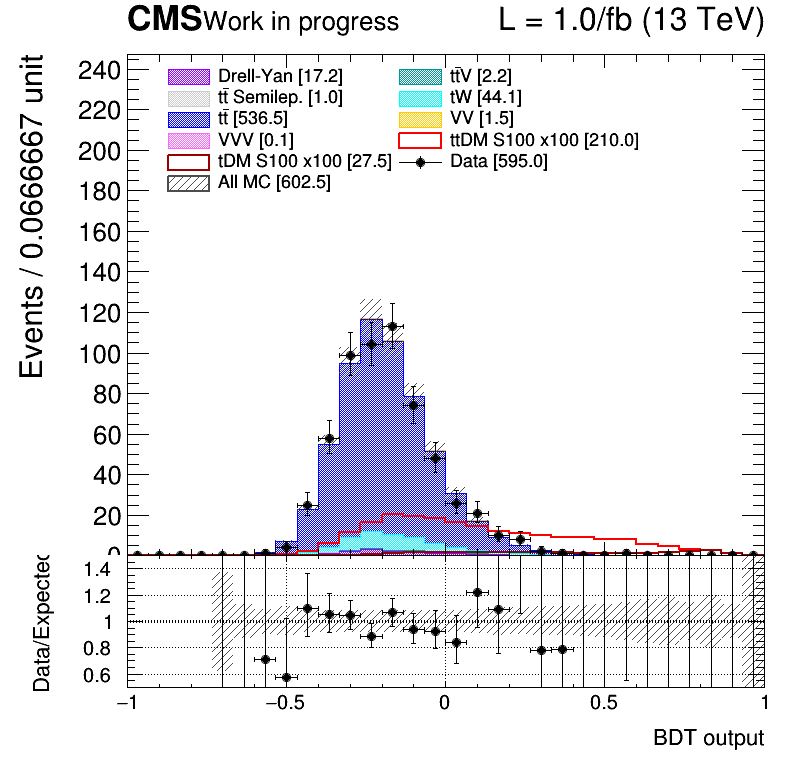 CMS Work in progress L = 1.0/fb (13 TeV)
Events / 0.0666667 unit
240
220
200
180
160
140
120
100
80
60
40
20
0
Drell-Yan [17.2]
tt̄V [2.2]
tt̄ Semilep. [1.0]
tW [44.1]
tt̄ [536.5]
VV [1.5]
VVV [0.1]
ttDM S100 x100 [210.0]
tDM S100 x100 [27.5]
Data [595.0]
All MC [602.5]
Data/Expected
1.4
1.2
1
0.8
0.6
−1 −0.5 0 0.5 1
BDT output